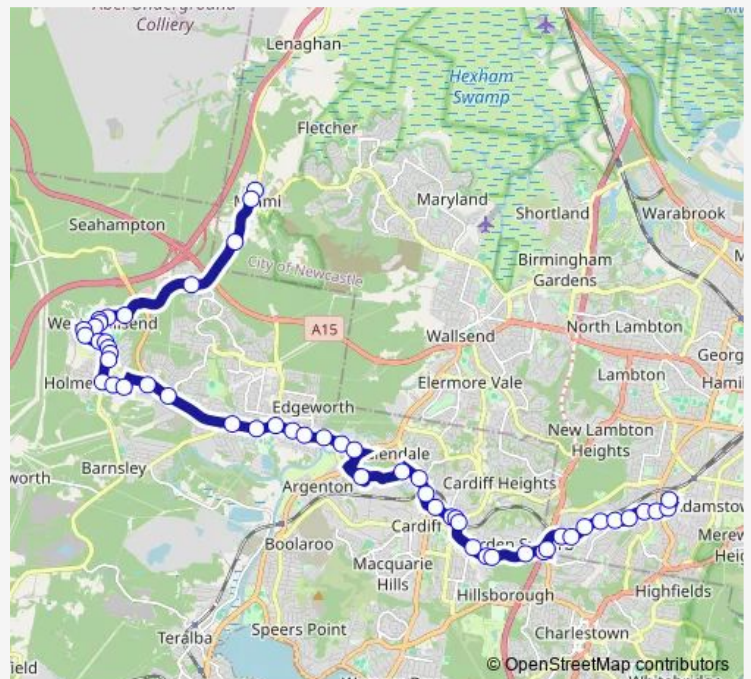 Colliery
Lenaghan
Hexham
Swamp
Fletcher
Maryland
Shortland
Warabrook
Seahampton
City of Newcastle
Birmingham
Gardens
A15
North Lambton
Wallsend
Lambton
Elermore Vale
Edgeworth
New Lambton
Heights
Barnsley
Cardiff Heights
Argenton
Cardiff
Boolaroo
Macquarie
Hills
Hillsborough
Highfields
Teralba
Speers Point
Charlestown
© OpenStreetMap contributors